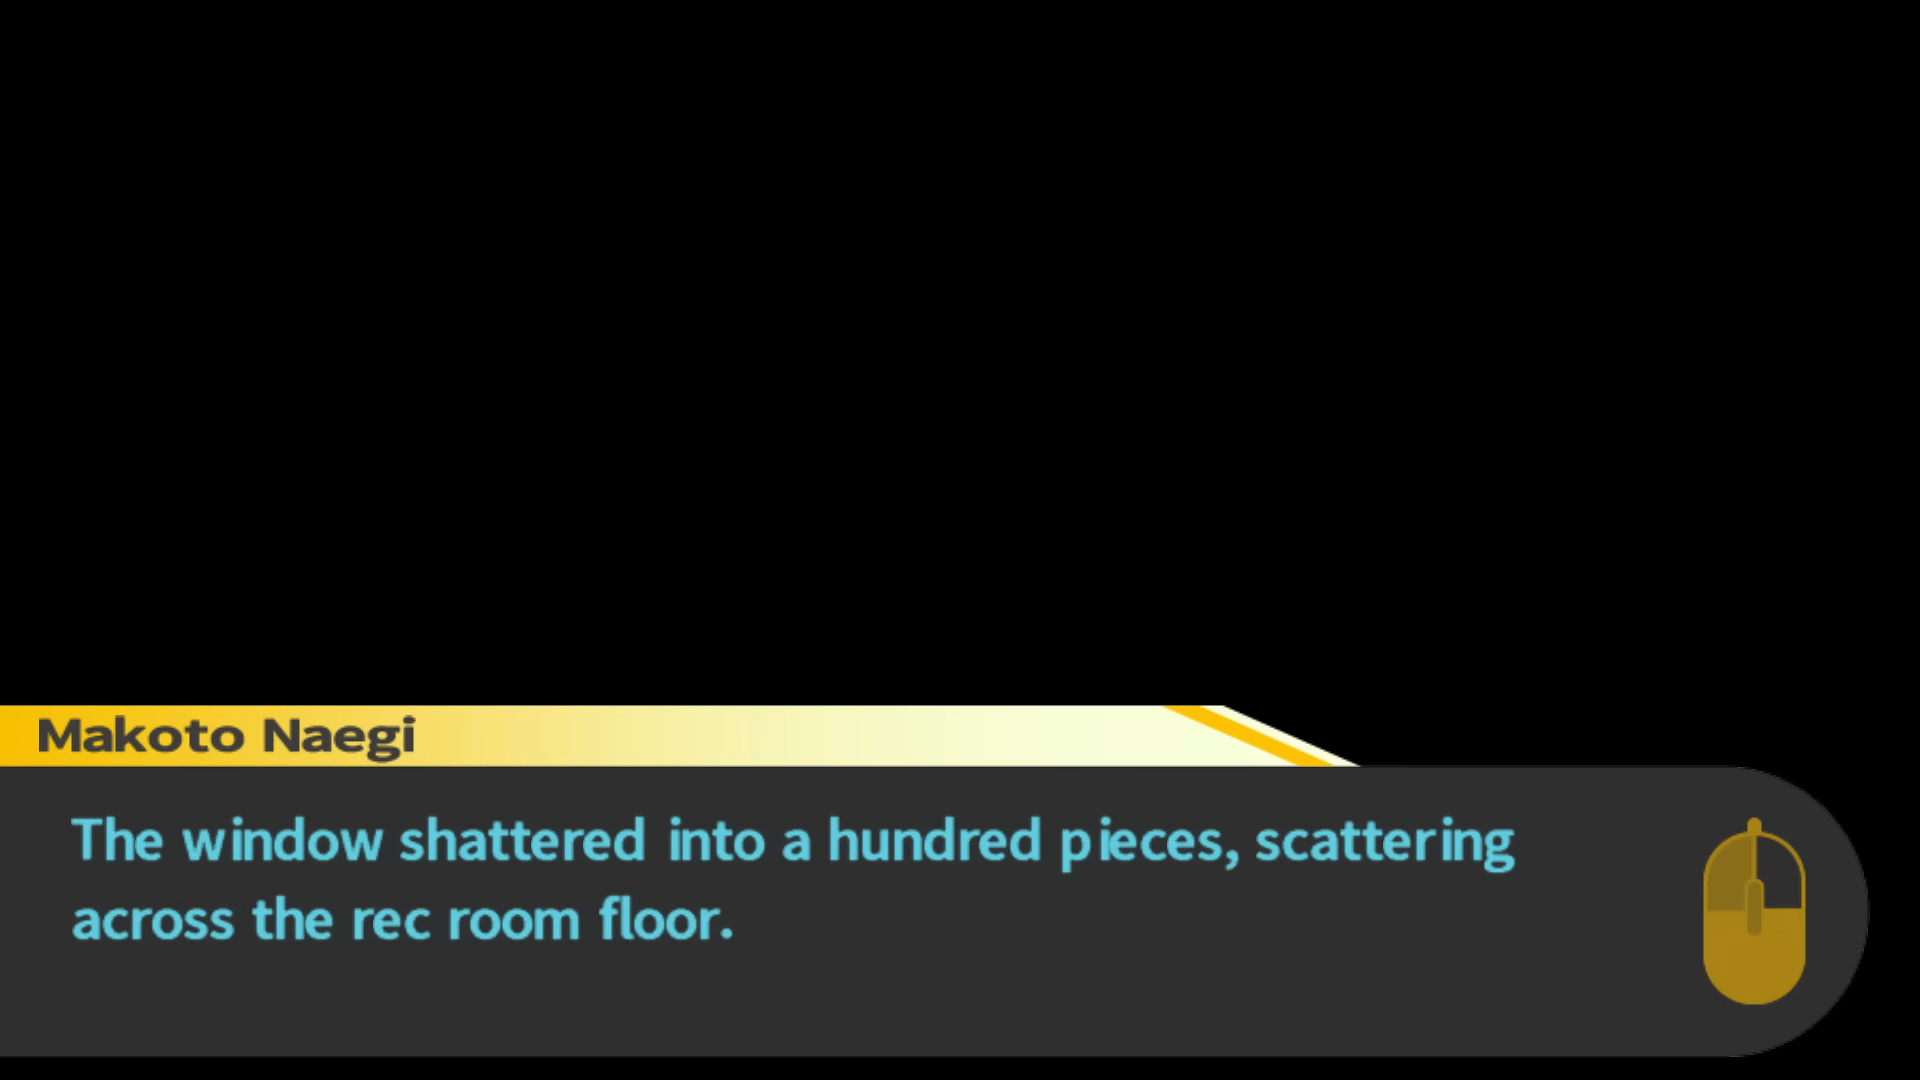 Makoto Naegi
The window shattered into a hundred pieces, scattering
across the rec room floor.